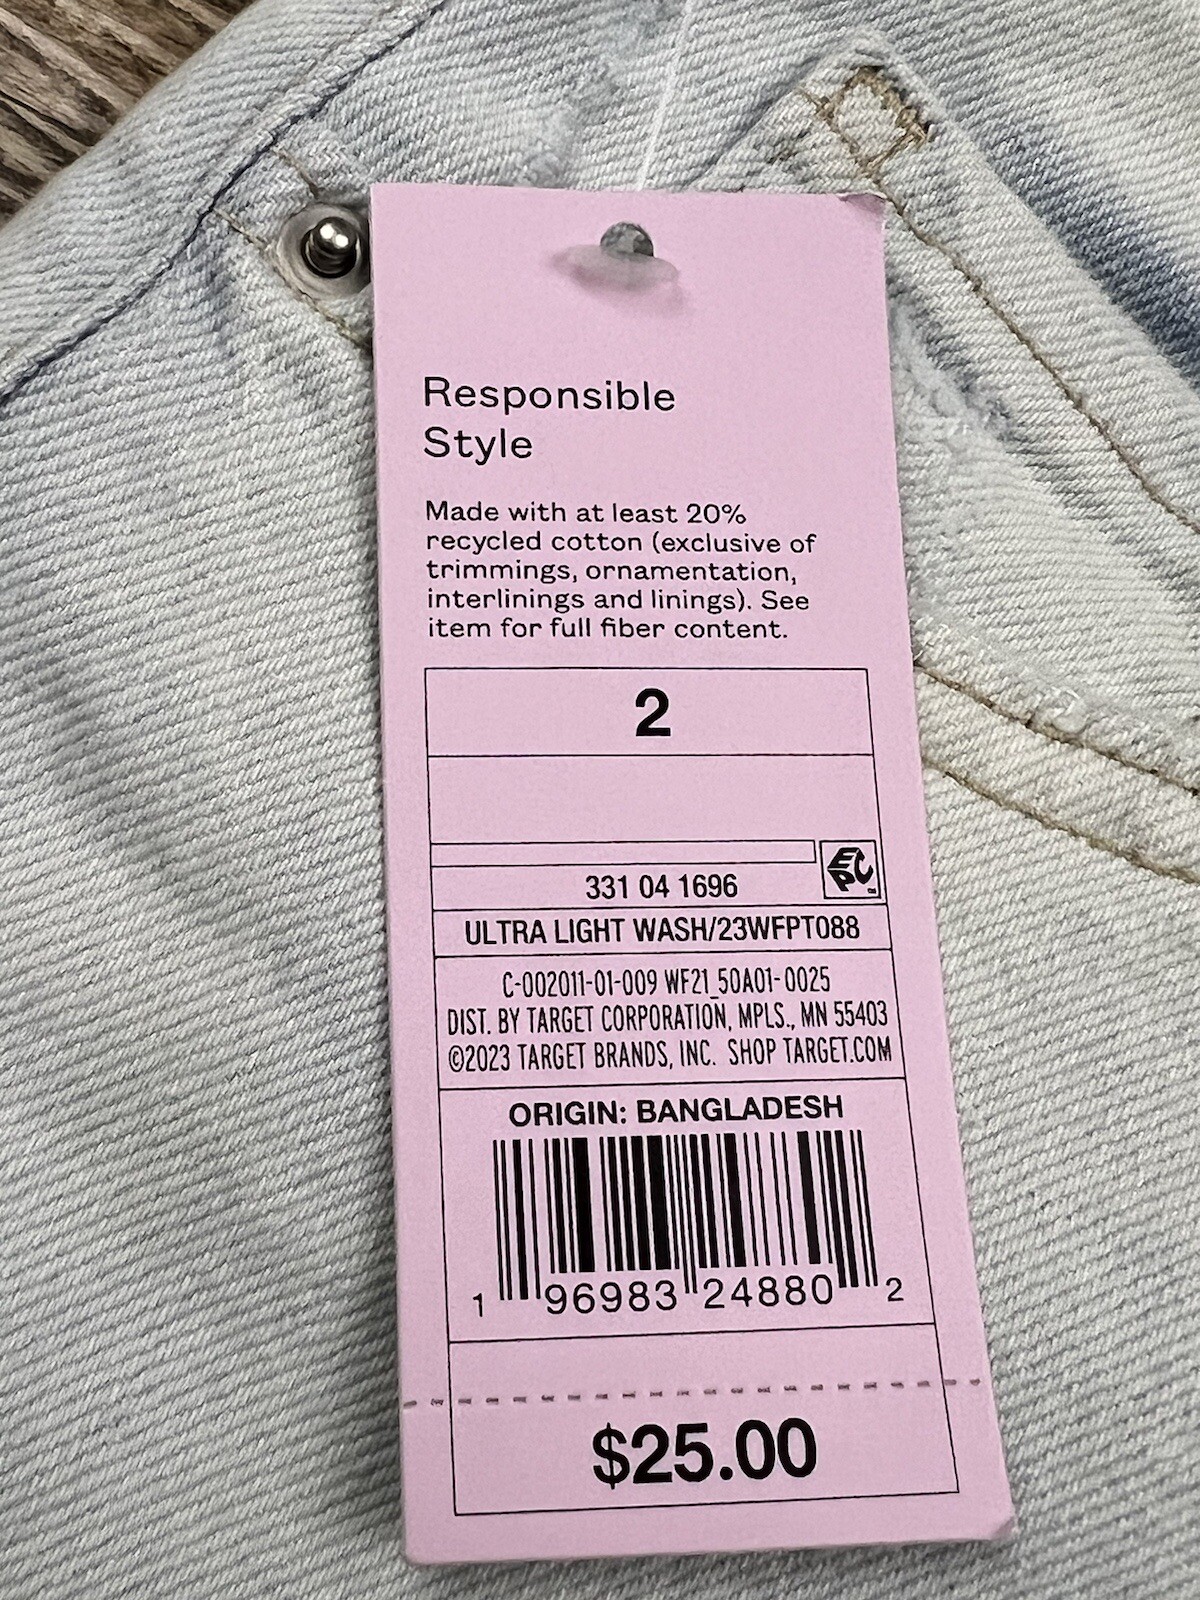 Responsible
Style
Made with at least 20%
recycled cotton (exclusive of
trimmings, ornamentation,
interlinings and linings). See
item for full fiber content.
2
EPC™
331 04 1696
ULTRA LIGHT WASH/23WFPT088
C-002011-01-009 WF21_50A01-0025
DIST. BY TARGET CORPORATION, MPLS., MN 55403
©2023 TARGET BRANDS, INC. SHOP TARGET.COM
ORIGIN: BANGLADESH
1 96983 24880 2
$25.00